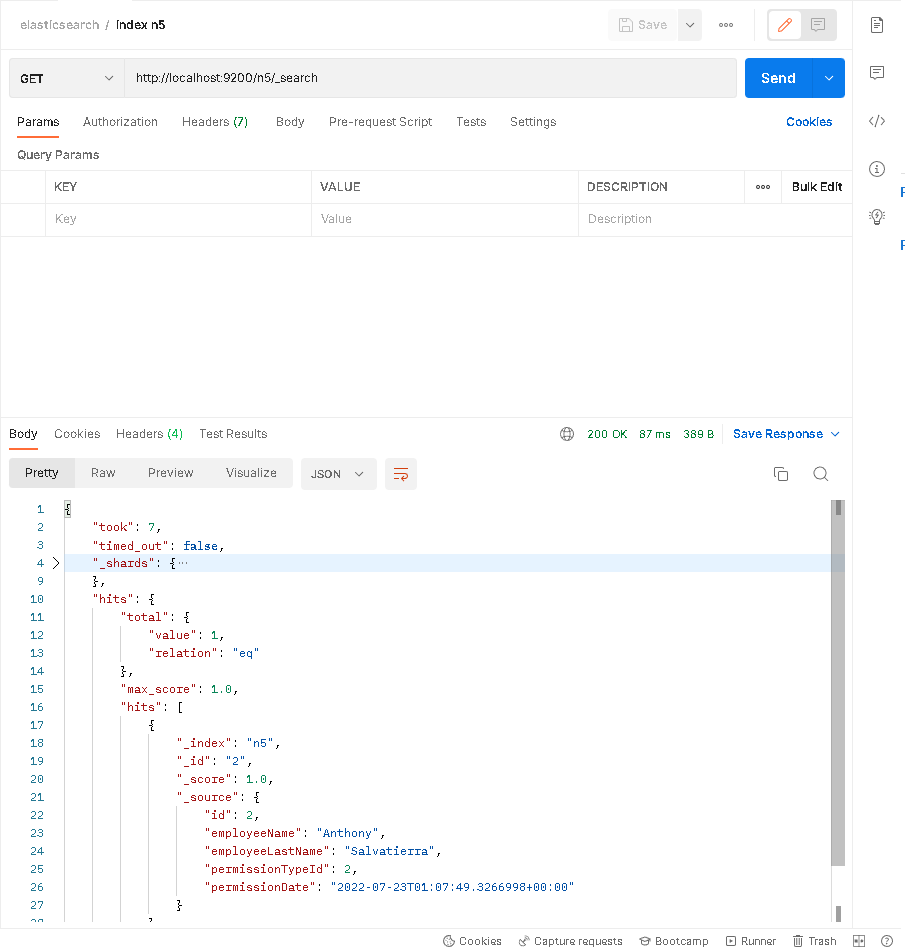 elasticsearch / index n5
Save
GET http://localhost:9200/n5/_search Send
Params Authorization Headers (7) Body Pre-request Script Tests Settings Cookies
Query Params
KEY VALUE DESCRIPTION Bulk Edit
Key Value Description
Body Cookies Headers (4) Test Results 200 OK 87 ms 389 B Save Response
Pretty Raw Preview Visualize JSON
1 {
2 "took": 7,
3 "timed_out": false,
4 "_shards": {…
9 },
10 "hits": {
11 "total": {
12 "value": 1,
13 "relation": "eq"
14 },
15 "max_score": 1.0,
16 "hits": [
17 {
18 "_index": "n5",
19 "_id": "2",
20 "_score": 1.0,
21 "_source": {
22 "id": 2,
23 "employeeName": "Anthony",
24 "employeeLastName": "Salvatierra",
25 "permissionTypeId": 2,
26 "permissionDate": "2022-07-23T01:07:49.3266998+00:00"
27 }
Cookies Capture requests Bootcamp Runner Trash